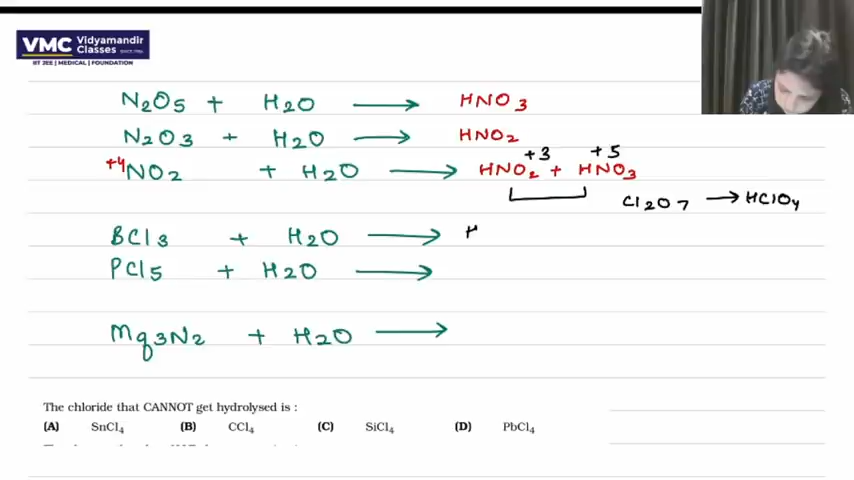 VMC Vidyamandir Classes SINCE 1986
IIT JEE | MEDICAL | FOUNDATION
N2O5 + H2O → HNO3
N2O3 + H2O → HNO2
+3 +5
+4 NO2 + H2O → HNO2 + HNO3
Cl2O7 → HClO4
BCl3 + H2O → H
PCl5 + H2O →
Mg3N2 + H2O →
The chloride that CANNOT get hydrolysed is :
(A) SnCl4 (B) CCl4 (C) SiCl4 (D) PbCl4